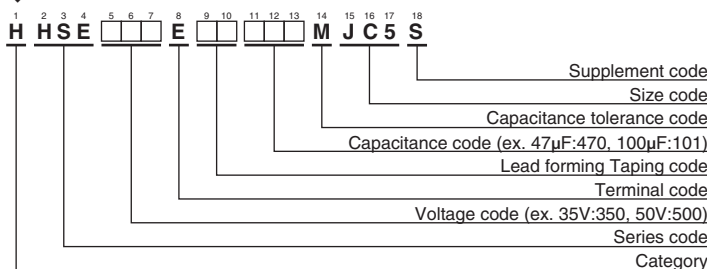 1 2 3 4 5 6 7 8 9 10 11 12 13 14 15 16 17 18
H H S E □□□ E □□ □□□ M J C 5 S
Supplement code
Size code
Capacitance tolerance code
Capacitance code (ex. 47µF:470, 100µF:101)
Lead forming Taping code
Terminal code
Voltage code (ex. 35V:350, 50V:500)
Series code
Category